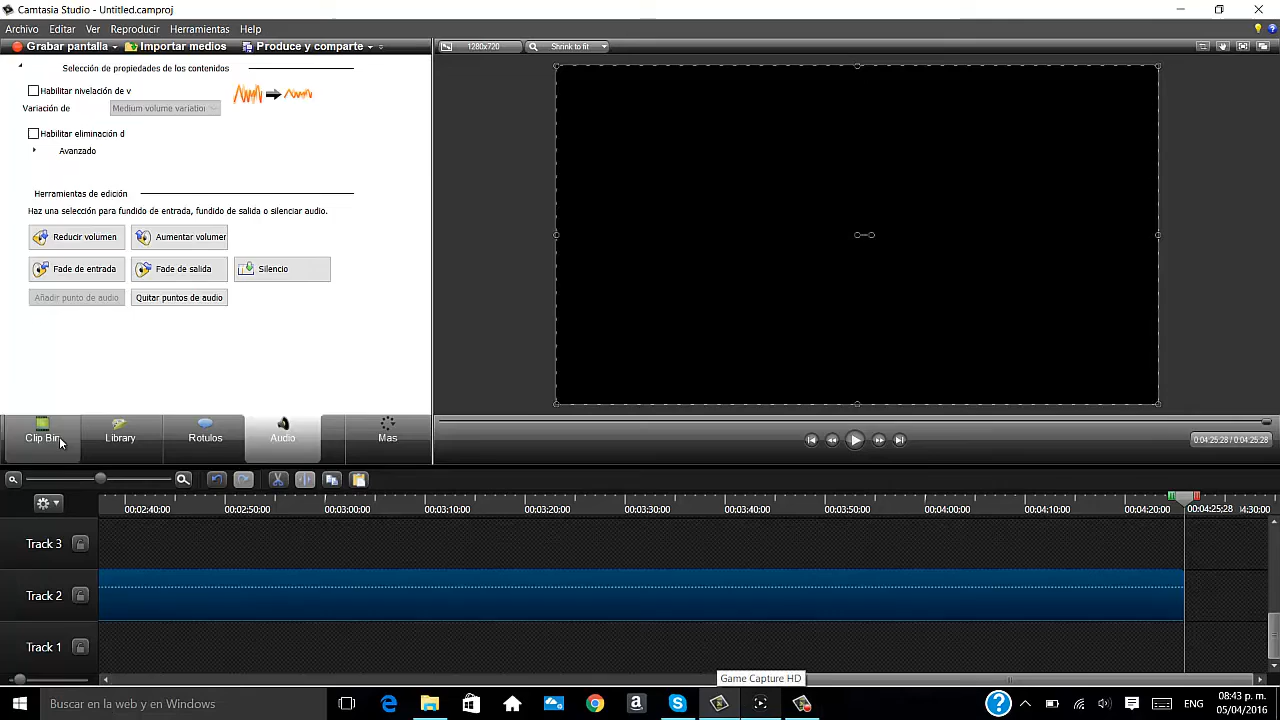 Camtasia Studio - Untitled.camproj
Archivo Editar Ver Reproducir Herramientas Help
Grabar pantalla Importar medios Produce y comparte
1280x720 Shrink to fit
Selección de propiedades de los contenidos
Habilitar nivelación de v
Variación de Medium volume variation
Habilitar eliminación d
Avanzado
Herramientas de edición
Haz una selección para fundido de entrada, fundido de salida o silenciar audio.
Reducir volumen Aumentar volumen
Fade de entrada Fade de salida Silencio
Añadir punto de audio Quitar puntos de audio
Clip Bin Library Rotulos Audio Mas
0:04:25:28 / 0:04:25:28
00:02:40:00 00:02:50:00 00:03:00:00 00:03:10:00 00:03:20:00 00:03:30:00 00:03:40:00 00:03:50:00 00:04:00:00 00:04:10:00 00:04:20:00 00:04:25:28 4:30:00
Track 3
Track 2
Track 1
Game Capture HD
uscar en la web y en Windows
ENG
08:43 p. m.
05/04/2016